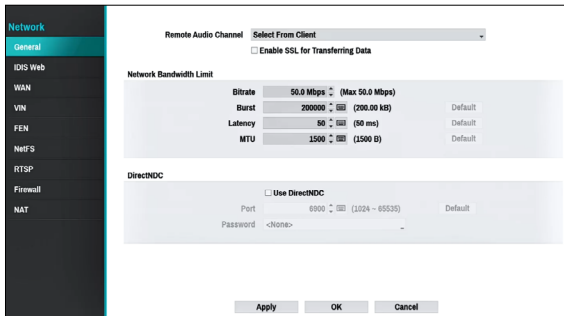 Network
General
IDIS Web
WAN
VIN
FEN
NetFS
RTSP
Firewall
NAT
Remote Audio Channel Select From Client
Enable SSL for Transferring Data
Network Bandwidth Limit
Bitrate 50.0 Mbps (Max 50.0 Mbps)
Burst 200000 (200.00 kB) Default
Latency 50 (50 ms) Default
MTU 1500 (1500 B) Default
DirectNDC
Use DirectNDC
Port 6900 (1024 ~ 65535) Default
Password <None>
Apply OK Cancel